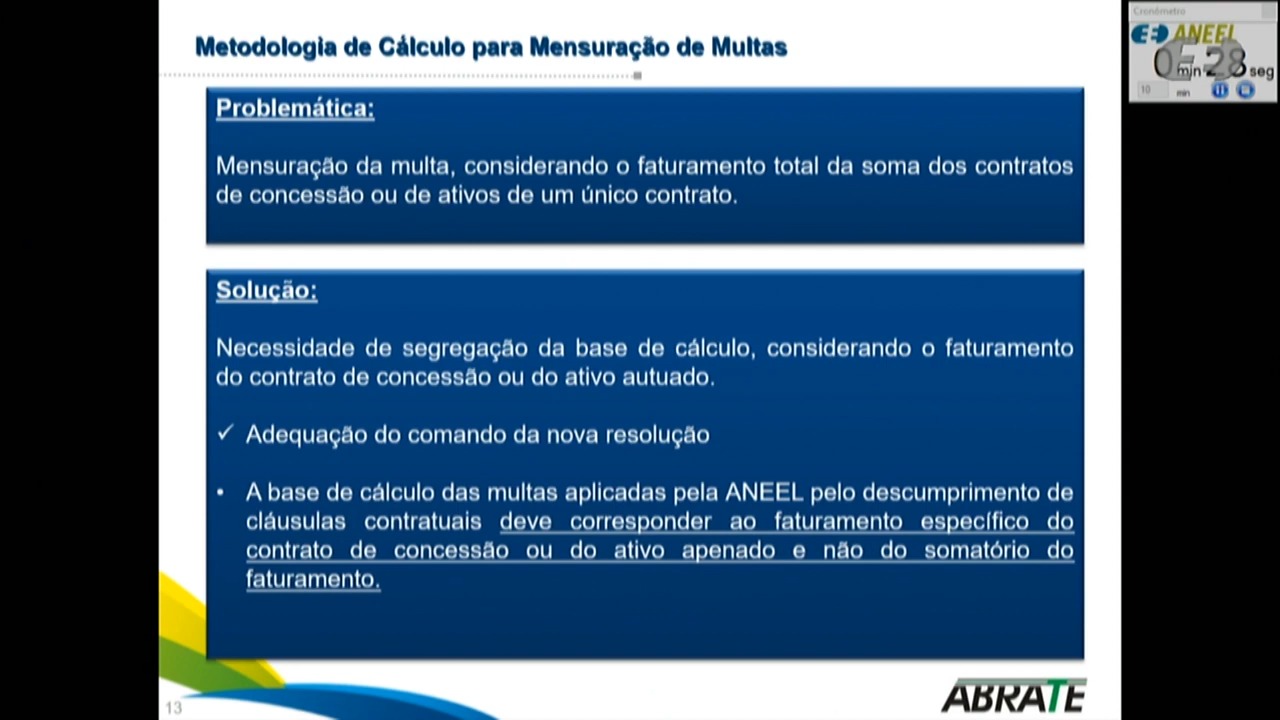 Metodologia de Cálculo para Mensuração de Multas
Cronômetro
ANEEL
min
seg
10
min
Problemática:
Mensuração da multa, considerando o faturamento total da soma dos contratos
de concessão ou de ativos de um único contrato.
Solução:
Necessidade de segregação da base de cálculo, considerando o faturamento
do contrato de concessão ou do ativo autuado.
✓ Adequação do comando da nova resolução
• A base de cálculo das multas aplicadas pela ANEEL pelo descumprimento de
cláusulas contratuais deve corresponder ao faturamento específico do
contrato de concessão ou do ativo apenado e não do somatório do
faturamento.
13
ABRATE